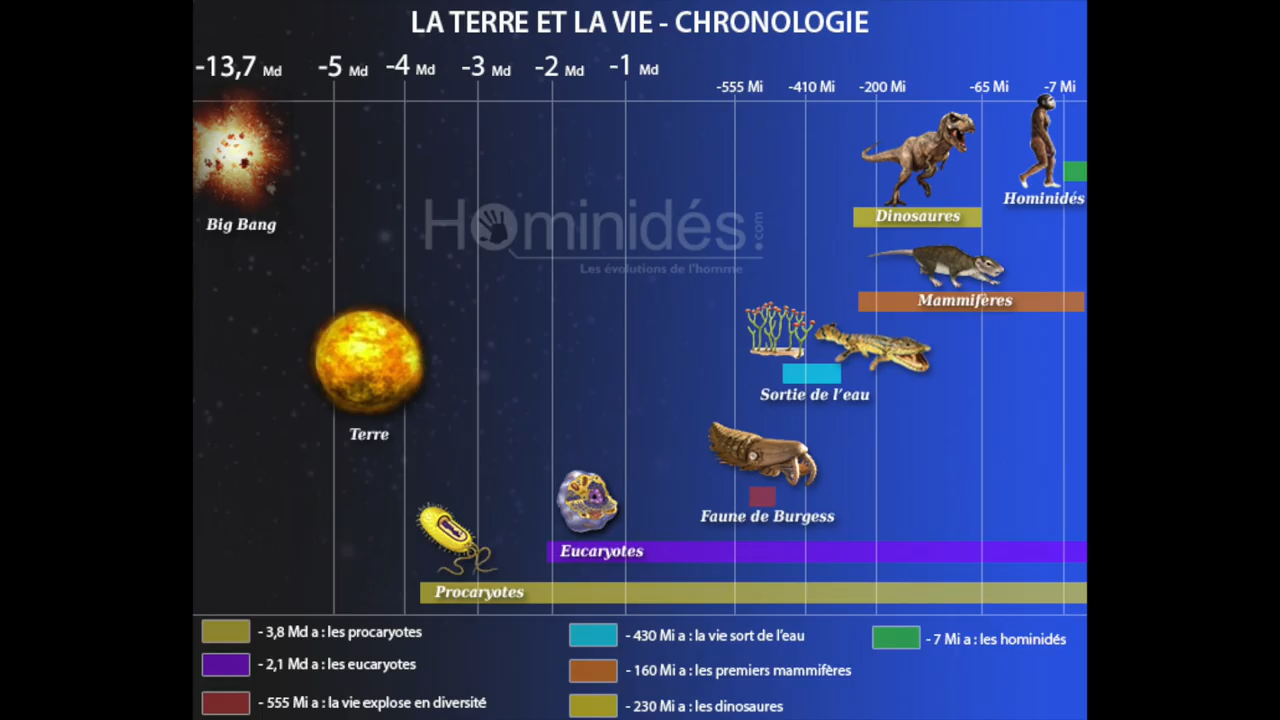 LA TERRE ET LA VIE - CHRONOLOGIE
-13,7 Md -5 Md -4 Md -3 Md -2 Md -1 Md
-555 Mi -410 Mi -200 Mi -65 Mi -7 Mi
Big Bang
Hominidés
Dinosaures
Hominidés.com
Les évolutions de l'homme
Mammifères
Sortie de l'eau
Terre
Faune de Burgess
Eucaryotes
Procaryotes
- 3,8 Md a : les procaryotes
- 2,1 Md a : les eucaryotes
- 555 Mi a : la vie explose en diversité
- 430 Mi a : la vie sort de l'eau
- 160 Mi a : les premiers mammifères
- 230 Mi a : les dinosaures
- 7 Mi a : les hominidés